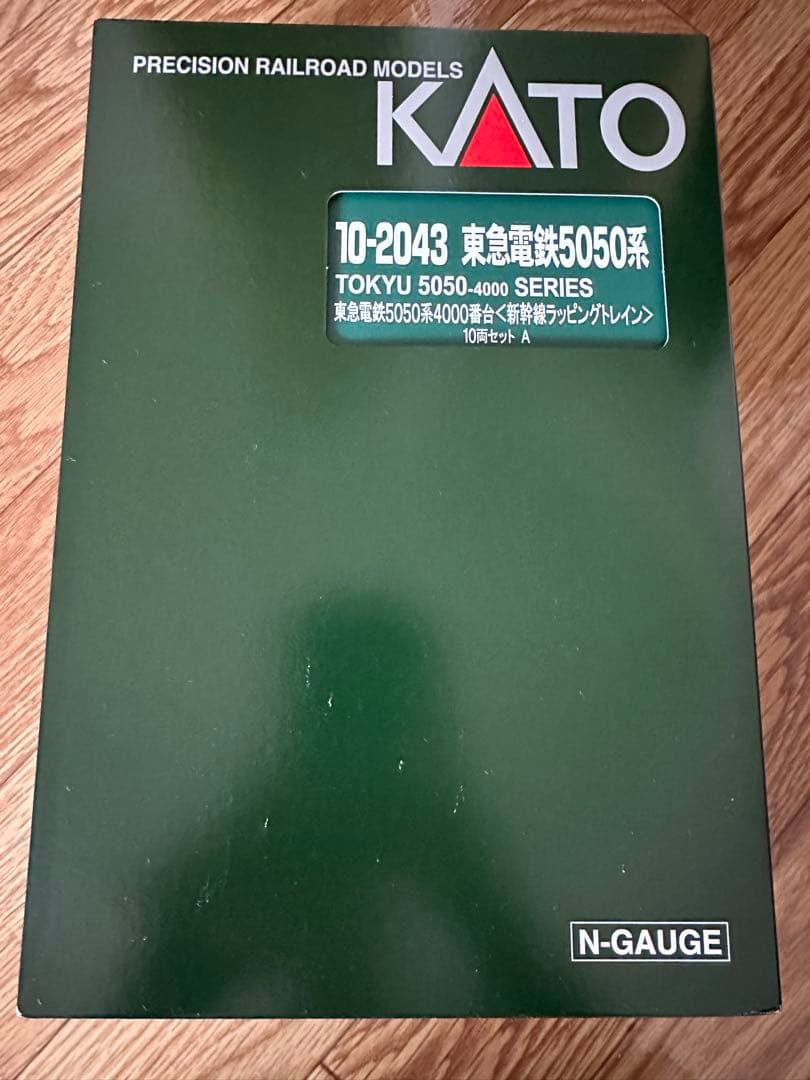 PRECISION RAILROAD MODELS
KATO
10-2043 東急電鉄5050系
TOKYU 5050-4000 SERIES
東急電鉄5050系4000番台<新幹線ラッピングトレイン>
10両セット A
N-GAUGE